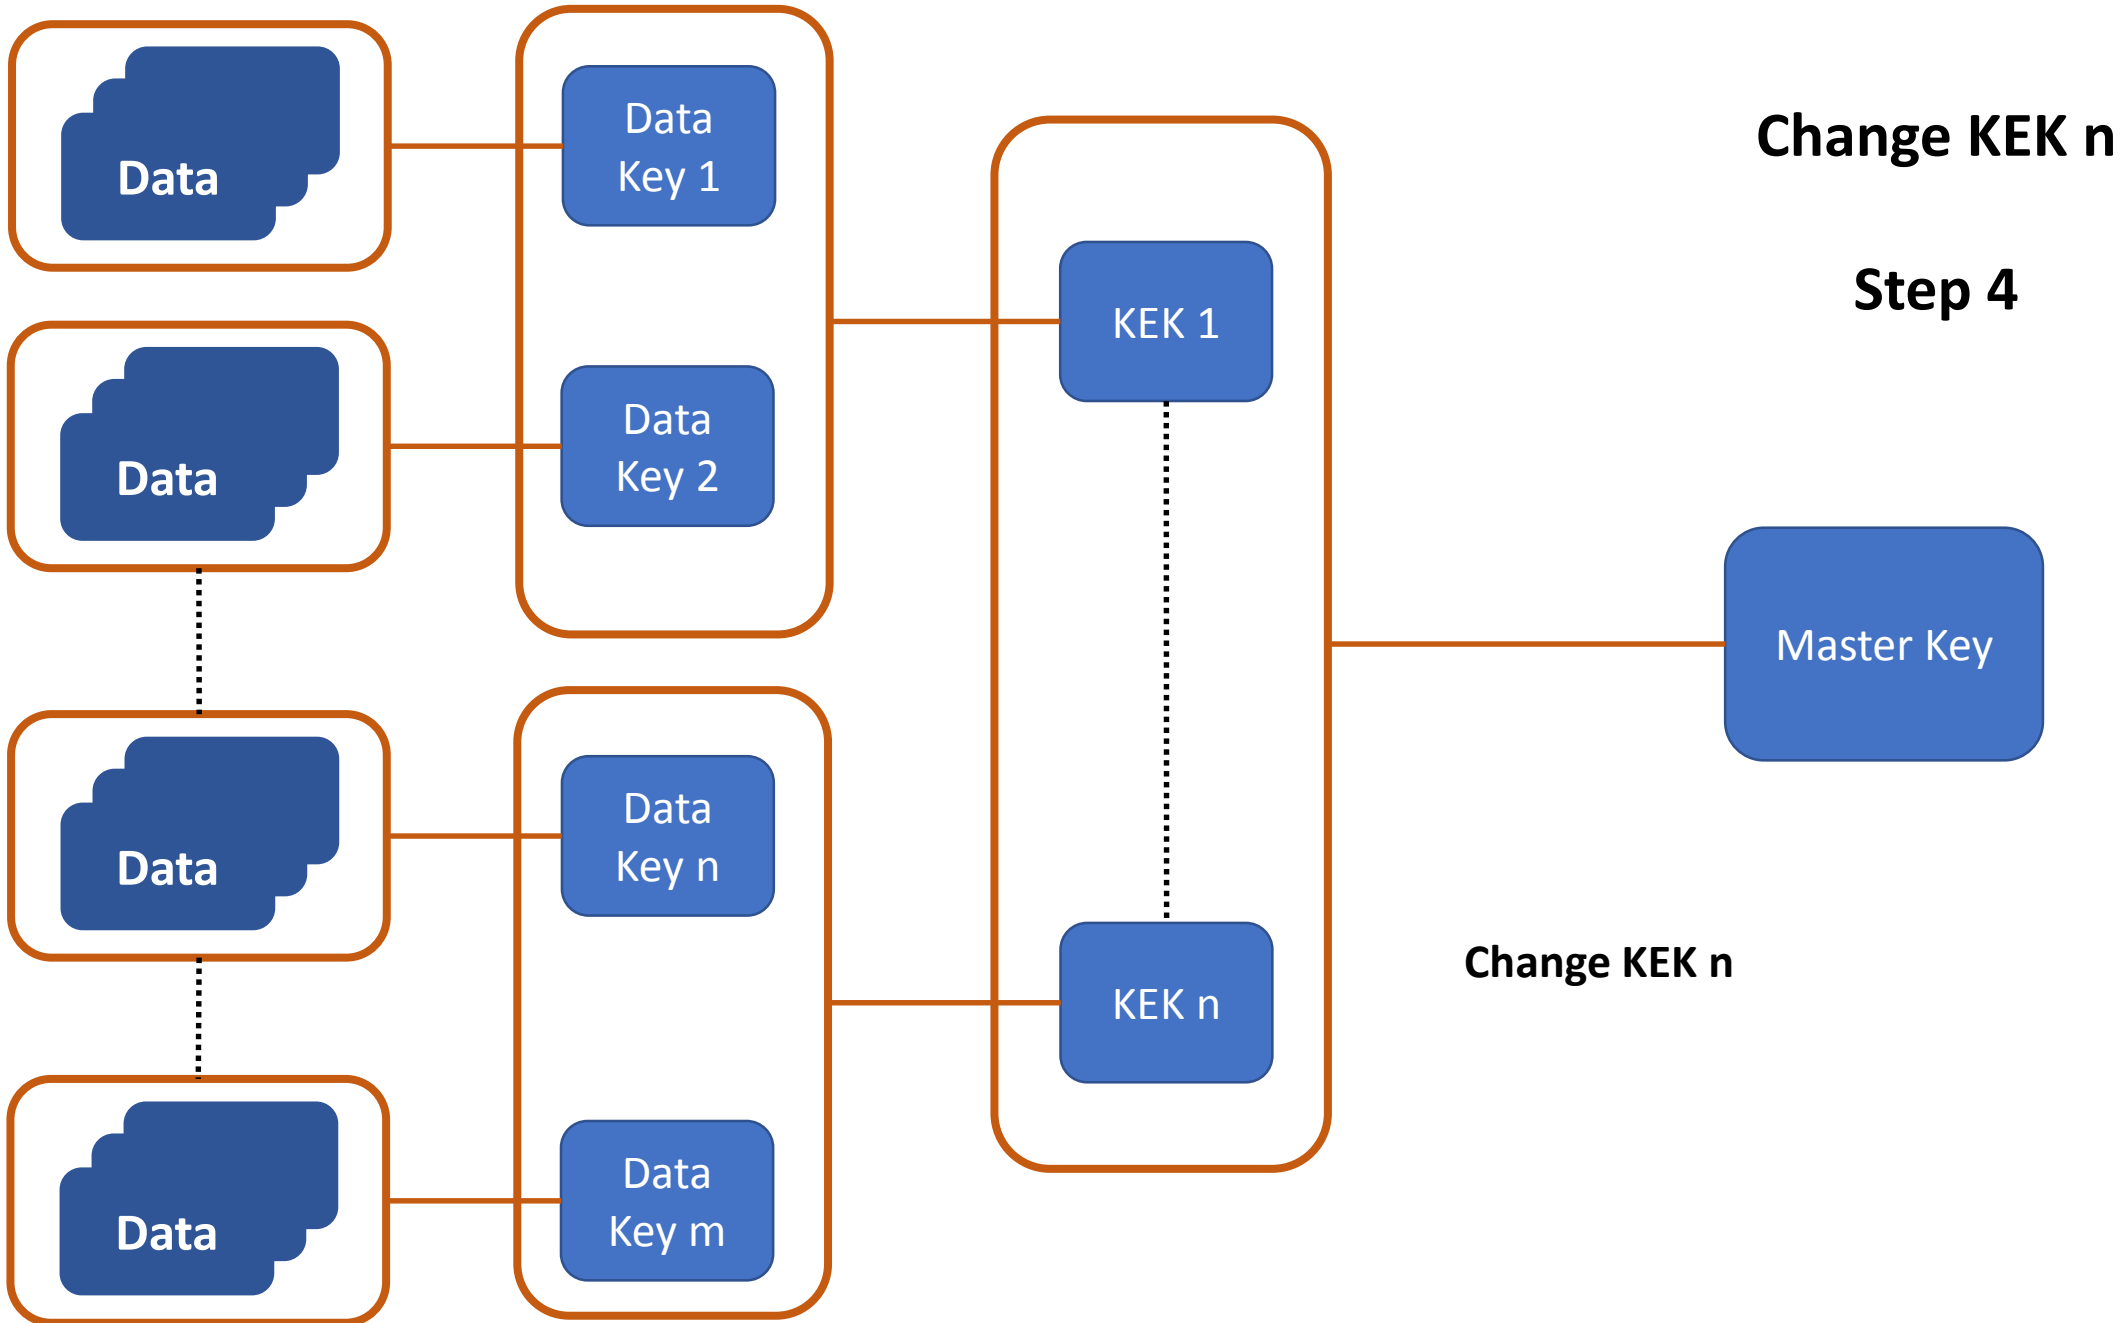 Data
Data
Key 1
Data
Data
Key 2
Data
Data
Key n
Data
Data
Key m
KEK 1
KEK n
Change KEK n
Step 4
Master Key
Change KEK n